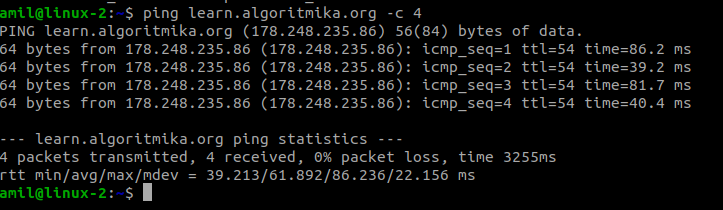 amil@linux-2:~$ ping learn.algoritmika.org -c 4
PING learn.algoritmika.org (178.248.235.86) 56(84) bytes of data.
64 bytes from 178.248.235.86 (178.248.235.86): icmp_seq=1 ttl=54 time=86.2 ms
64 bytes from 178.248.235.86 (178.248.235.86): icmp_seq=2 ttl=54 time=39.2 ms
64 bytes from 178.248.235.86 (178.248.235.86): icmp_seq=3 ttl=54 time=81.7 ms
64 bytes from 178.248.235.86 (178.248.235.86): icmp_seq=4 ttl=54 time=40.4 ms

--- learn.algoritmika.org ping statistics ---
4 packets transmitted, 4 received, 0% packet loss, time 3255ms
rtt min/avg/max/mdev = 39.213/61.892/86.236/22.156 ms
amil@linux-2:~$